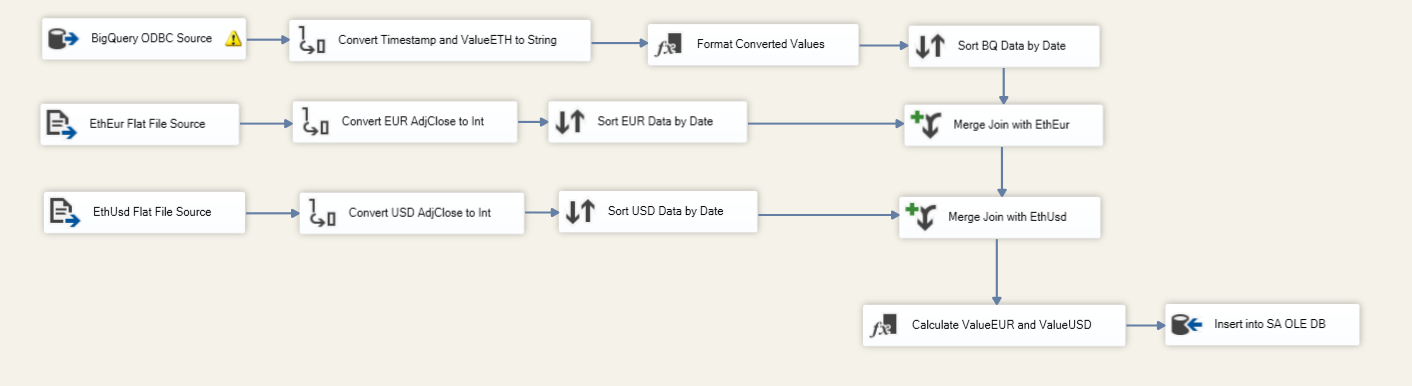 BigQuery ODBC Source
Convert Timestamp and ValueETH to String
Format Converted Values
Sort BQ Data by Date
EthEur Flat File Source
Convert EUR AdjClose to Int
Sort EUR Data by Date
Merge Join with EthEur
EthUsd Flat File Source
Convert USD AdjClose to Int
Sort USD Data by Date
Merge Join with EthUsd
Calculate ValueEUR and ValueUSD
Insert into SA OLE DB